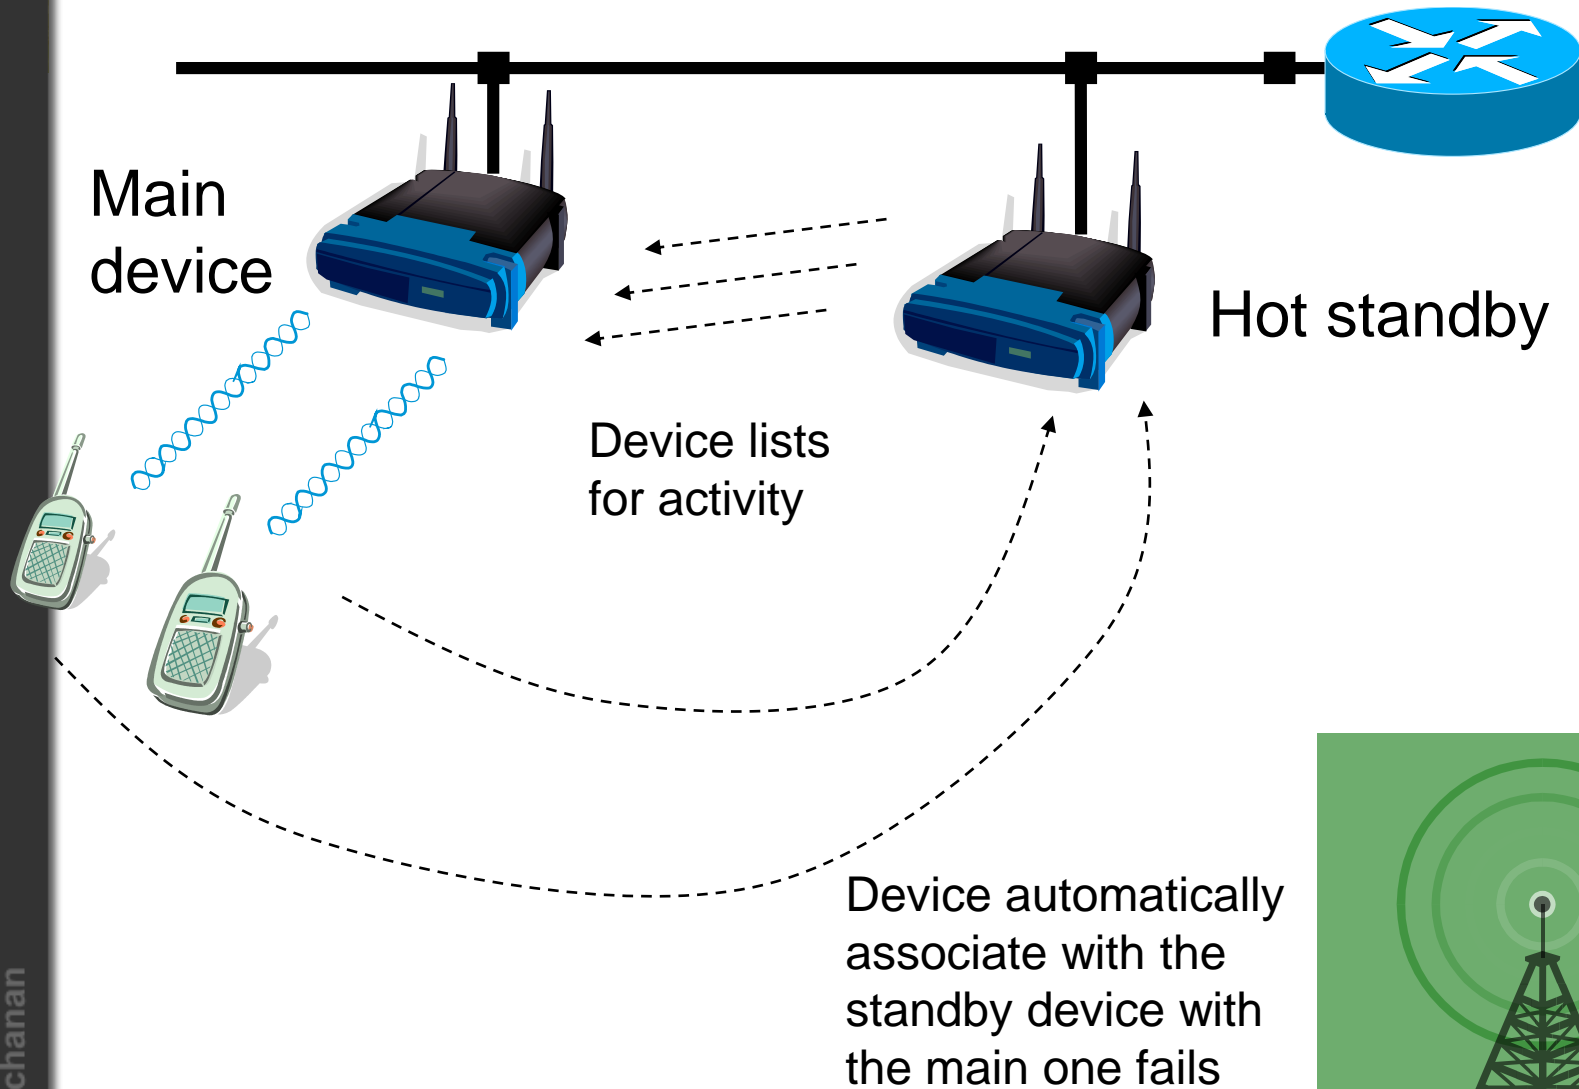 Main
device
Hot standby
Device lists
for activity
Device automatically
associate with the
standby device with
the main one fails
chanan